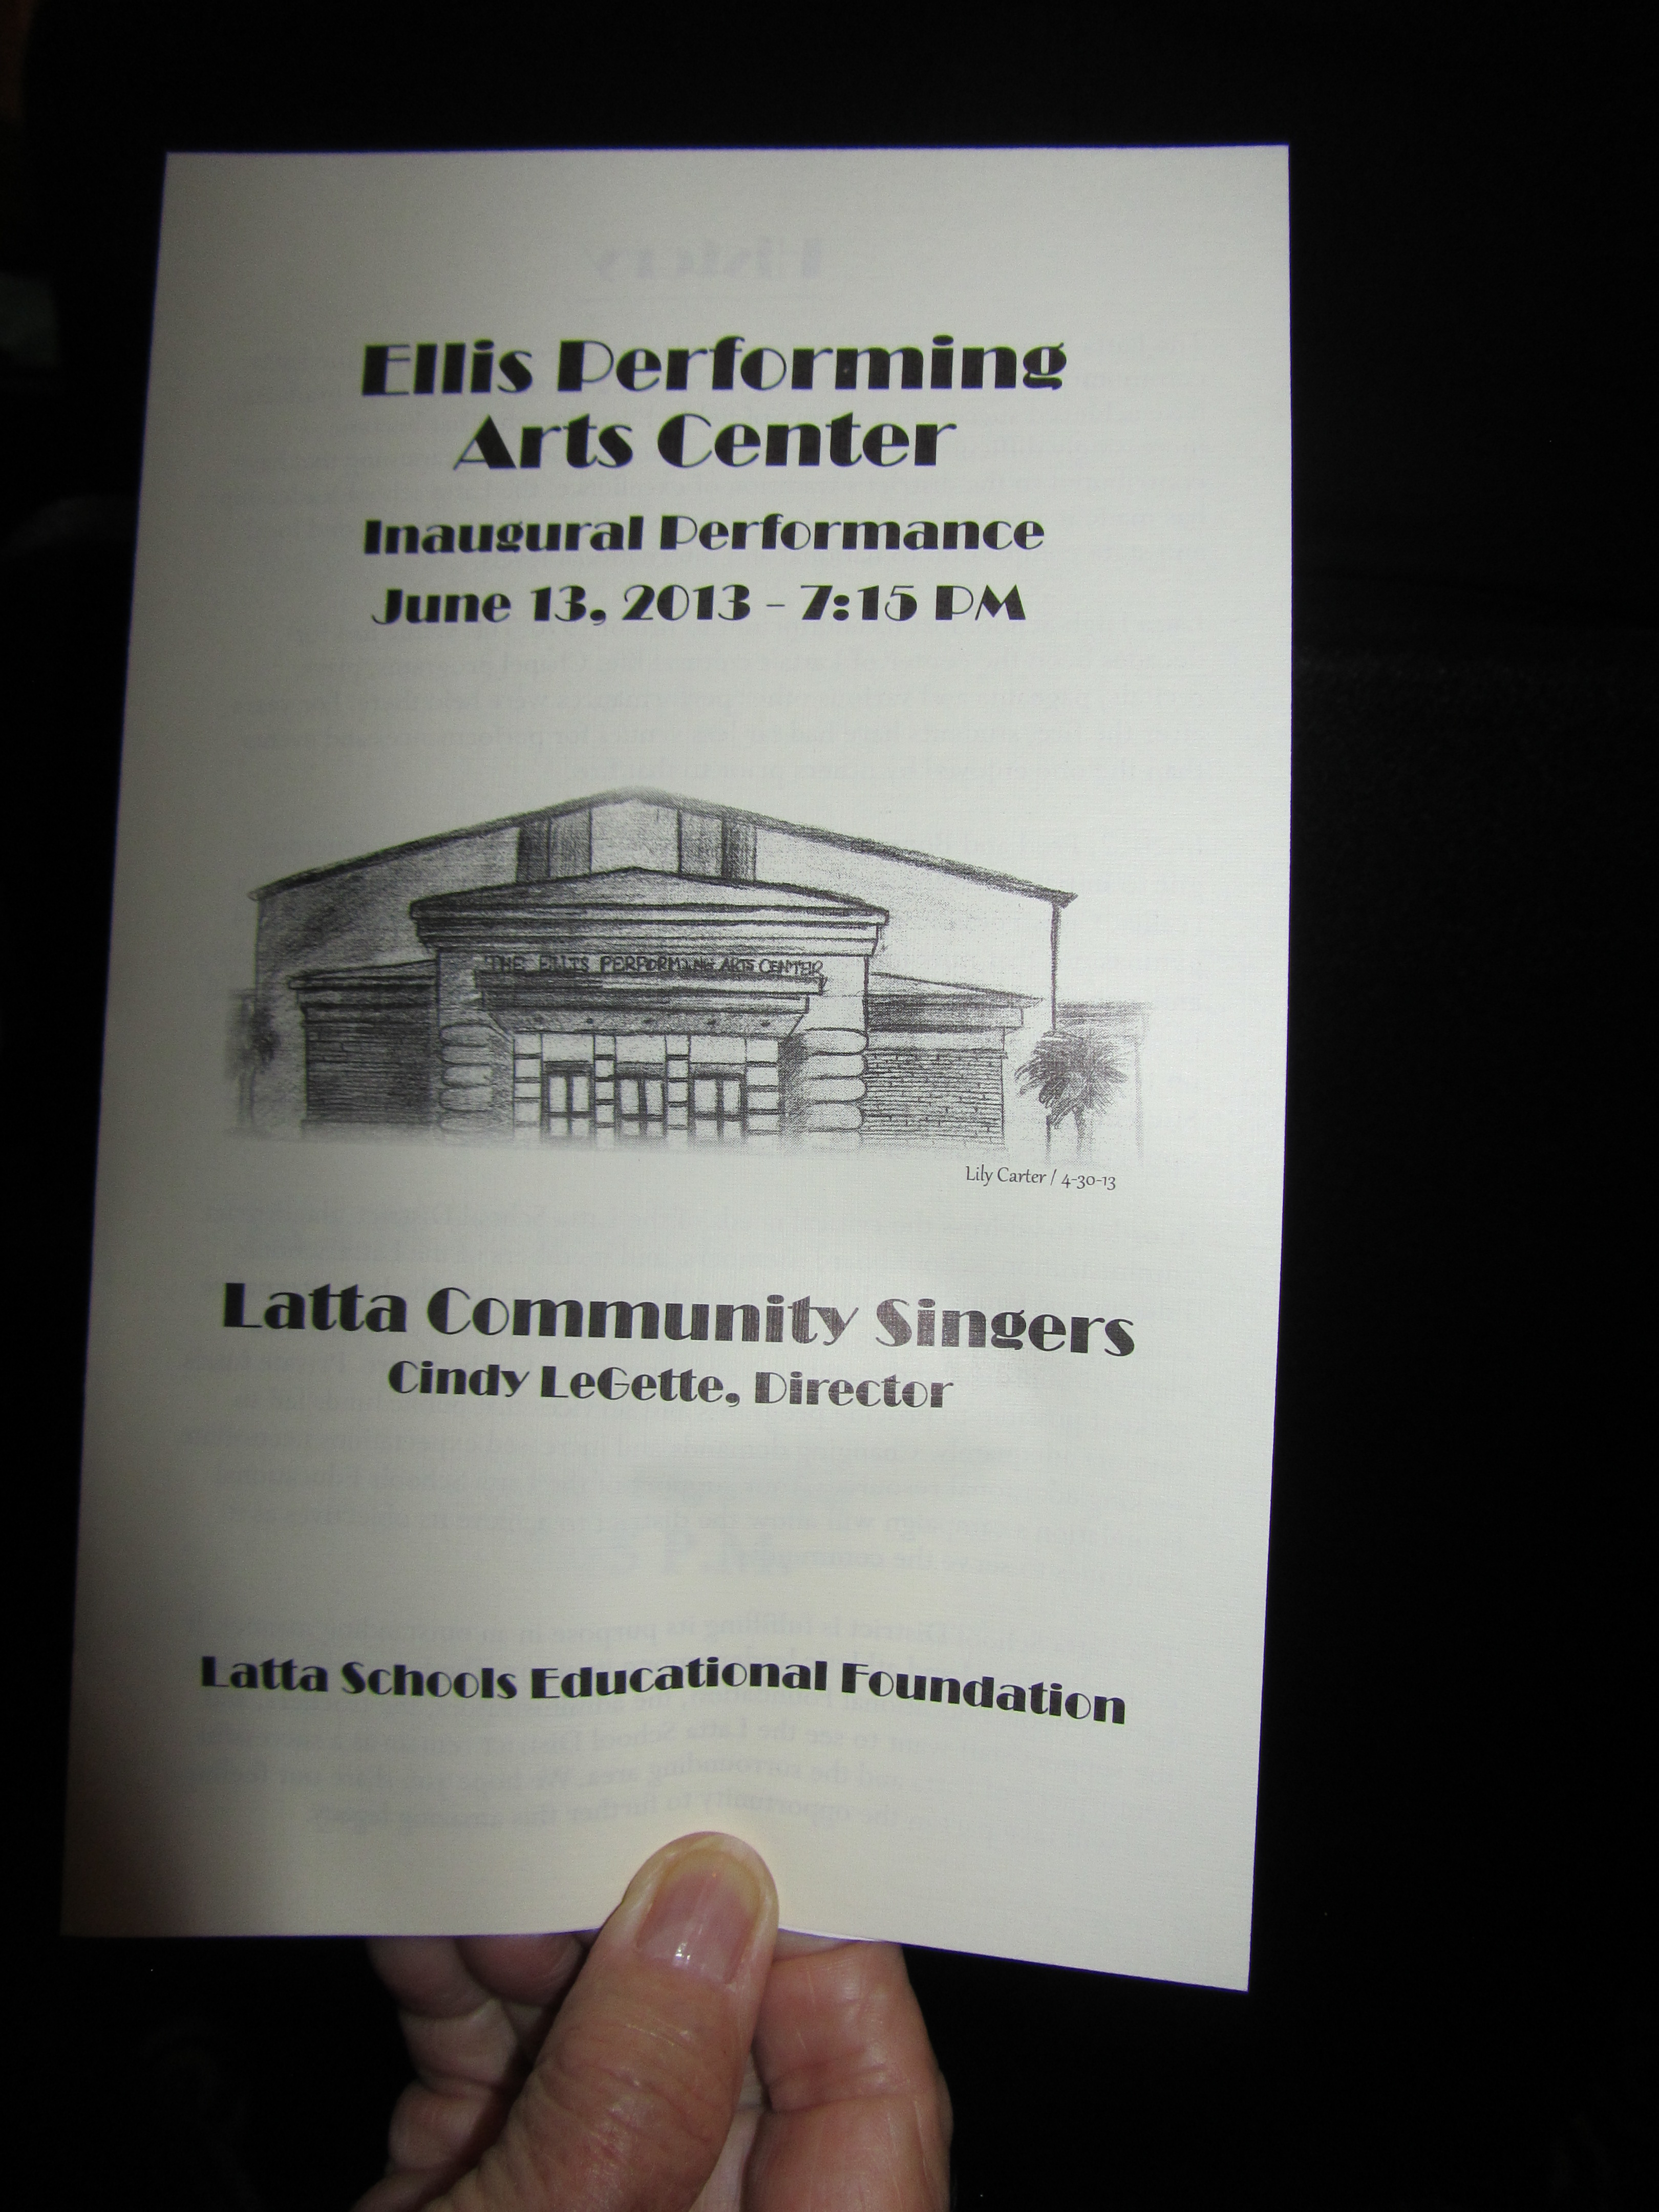 Ellis Performing
Arts Center
Inaugural Performance
June 13, 2013 - 7:15 PM
THE ELLIS PERFORMING ARTS CENTER
Lily Carter / 4-30-13
Latta Community Singers
Cindy LeGette, Director
Latta Schools Educational Foundation